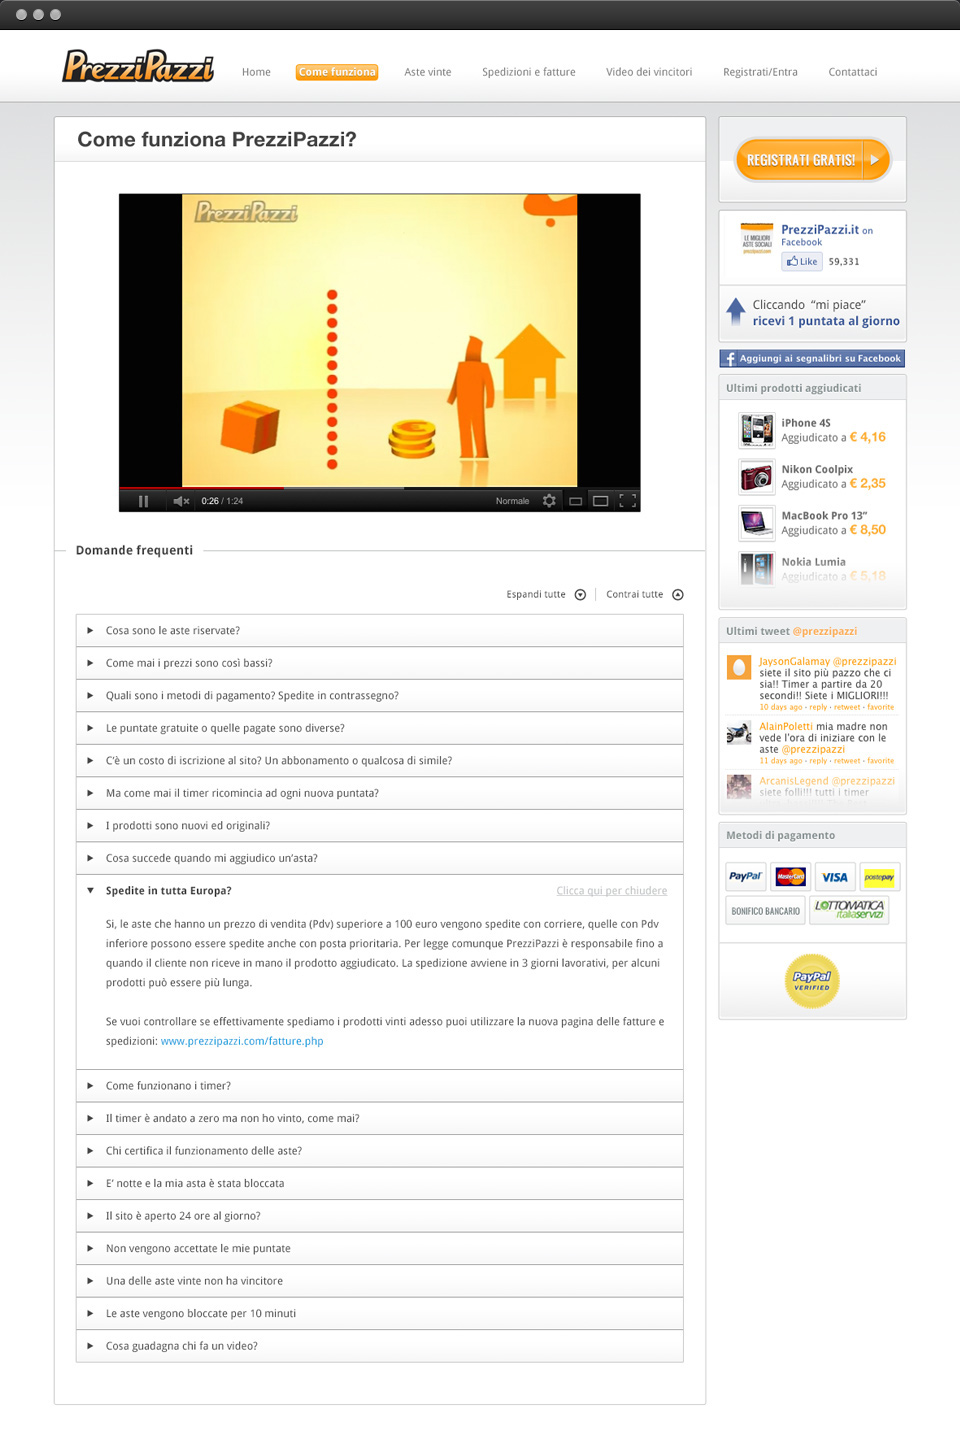 PrezziPazzi
Home
Come funziona
Aste vinte
Spedizioni e fatture
Video dei vincitori
Registrati/Entra
Contattaci
Come funziona PrezziPazzi?
PrezziPazzi
0:26 / 1:24
Normale
Domande frequenti
Espandi tutte
Contrai tutte
Cosa sono le aste riservate?
Come mai i prezzi sono così bassi?
Quali sono i metodi di pagamento? Spedite in contrassegno?
Le puntate gratuite o quelle pagate sono diverse?
C'è un costo di iscrizione al sito? Un abbonamento o qualcosa di simile?
Ma come mai il timer ricomincia ad ogni nuova puntata?
I prodotti sono nuovi ed originali?
Cosa succede quando mi aggiudico un'asta?
Spedite in tutta Europa?
Clicca qui per chiudere
Si, le aste che hanno un prezzo di vendita (Pdv) superiore a 100 euro vengono spedite con corriere, quelle con Pdv
inferiore possono essere spedite anche con posta prioritaria. Per legge comunque PrezziPazzi è responsabile fino a
quando il cliente non riceve in mano il prodotto aggiudicato. La spedizione avviene in 3 giorni lavorativi, per alcuni
prodotti può essere più lunga.
Se vuoi controllare se effettivamente spediamo i prodotti vinti adesso puoi utilizzare la nuova pagina delle fatture e
spedizioni: www.prezzipazzi.com/fatture.php
Come funzionano i timer?
Il timer è andato a zero ma non ho vinto, come mai?
Chi certifica il funzionamento delle aste?
E' notte e la mia asta è stata bloccata
Il sito è aperto 24 ore al giorno?
Non vengono accettate le mie puntate
Una delle aste vinte non ha vincitore
Le aste vengono bloccate per 10 minuti
Cosa guadagna chi fa un video?
REGISTRATI GRATIS!
LE MIGLIORI
ASTE SOCIALI
PrezziPazzi.it on
Facebook
Like
59,331
Cliccando "mi piace"
ricevi 1 puntata al giorno
f Aggiungi ai segnalibri su Facebook
Ultimi prodotti aggiudicati
iPhone 4S
Aggiudicato a € 4,16
Nikon Coolpix
Aggiudicato a € 2,35
MacBook Pro 13"
Aggiudicato a € 8,50
Nokia Lumia
Aggiudicato a € 5,18
Ultimi tweet @prezzipazzi
JaysonGalamay @prezzipazzi
siete il sito più pazzo che ci
sia!! Timer a partire da 20
secondi!! Siete i MIGLIORI!!!
10 days ago · reply · retweet · favorite
AlainPoletti mia madre non
vede l'ora di iniziare con le
aste @prezzipazzi
11 days ago · reply · retweet · favorite
ArcanisLegend @prezzipazzi
siete folli!!! tutti i timer
Metodi di pagamento
PayPal
MasterCard
VISA
postepay
BONIFICO BANCARIO
LOTTOMATICA
italiaservizi
PayPal
VERIFIED